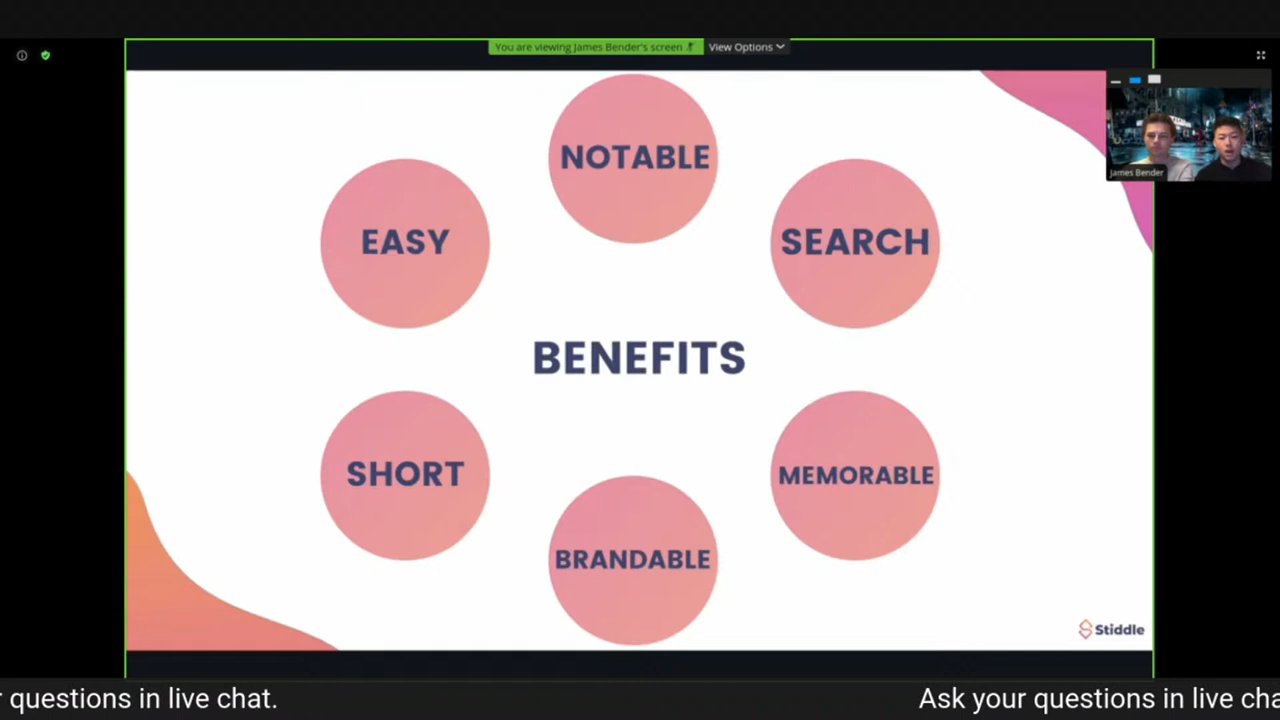 You are viewing James Bender's screen
View Options
NOTABLE
EASY
SEARCH
James Bender
BENEFITS
SHORT
MEMORABLE
BRANDABLE
Stiddle
questions in live chat.
Ask your questions in live